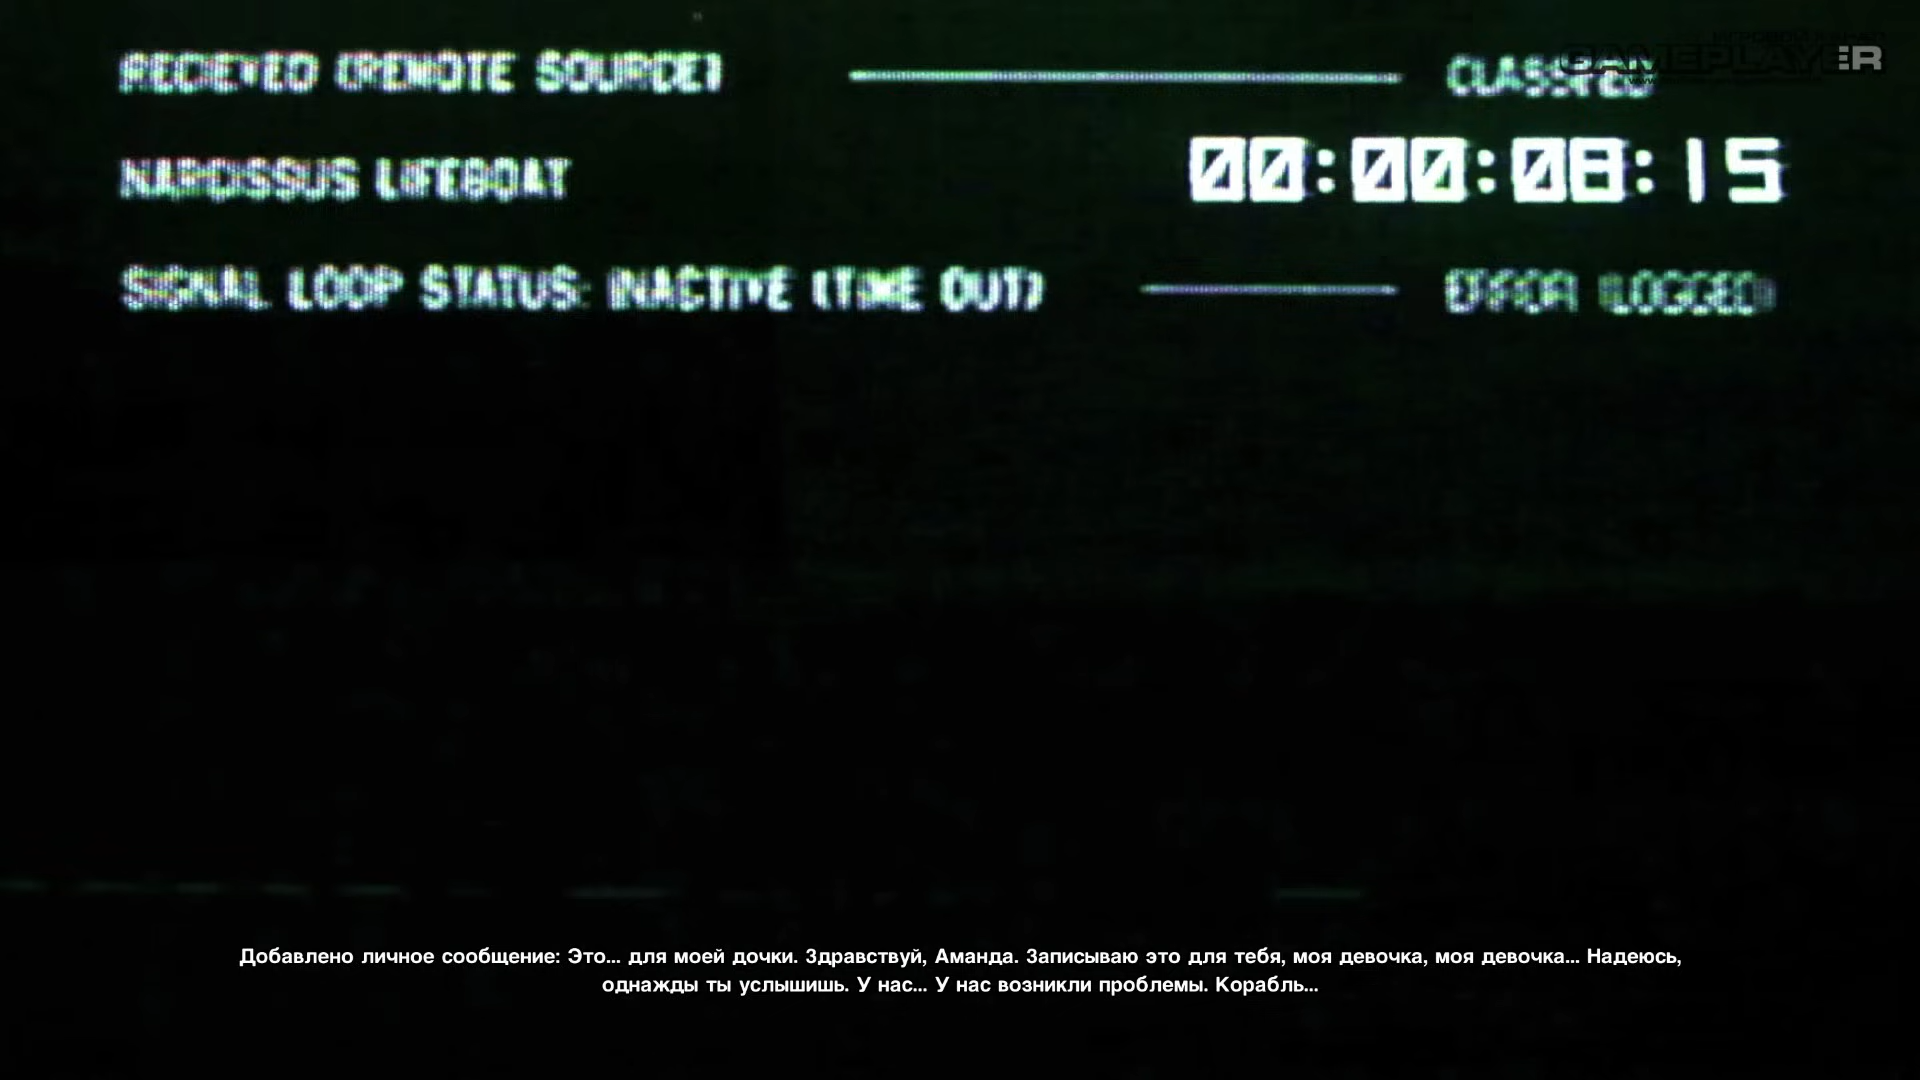 RECIEVED (REMOTE SOURCE)
CLASSIFIED
GAMEPLAYER
NARCISSUS LIFEBOAT
00:00:08:15
SIGNAL LOOP STATUS: INACTIVE (TIME OUT)
ERROR (LOGGED)
Добавлено личное сообщение: Это... для моей дочки. Здравствуй, Аманда. Записываю это для тебя, моя девочка, моя девочка... Надеюсь,
однажды ты услышишь. У нас... У нас возникли проблемы. Корабль...